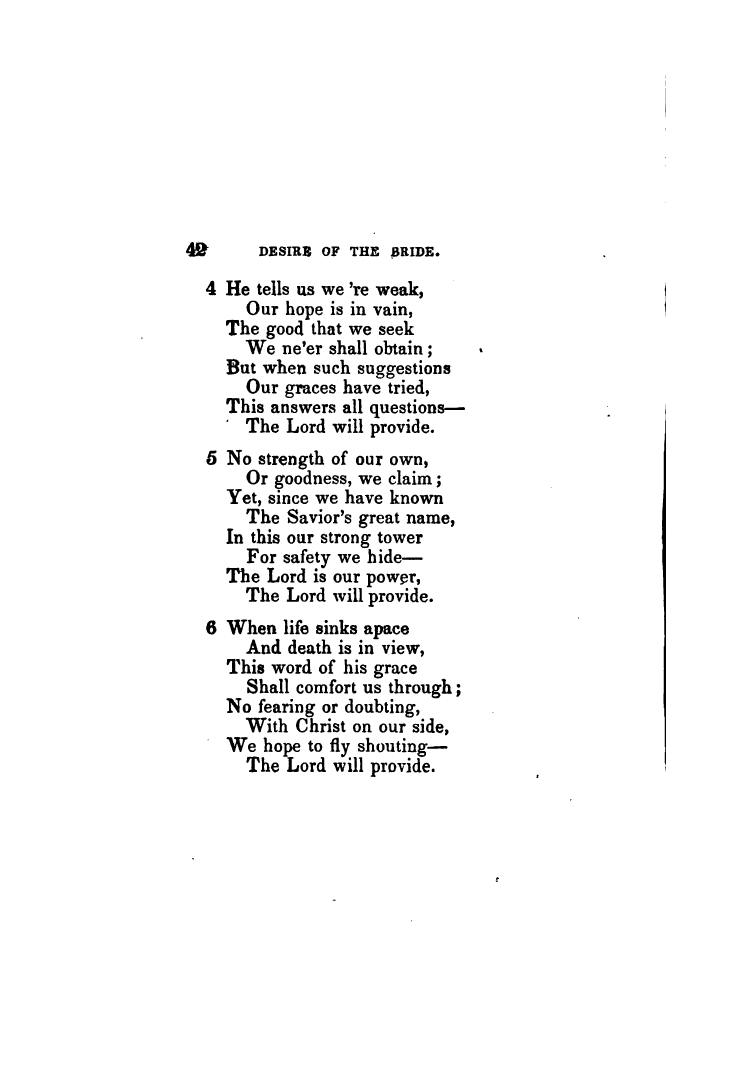 42 DESIRE OF THE BRIDE.
4 He tells us we 're weak,
Our hope is in vain,
The good that we seek
We ne'er shall obtain;
But when such suggestions
Our graces have tried,
This answers all questions—
The Lord will provide.
5 No strength of our own,
Or goodness, we claim;
Yet, since we have known
The Savior's great name,
In this our strong tower
For safety we hide—
The Lord is our power,
The Lord will provide.
6 When life sinks apace
And death is in view,
This word of his grace
Shall comfort us through;
No fearing or doubting,
With Christ on our side,
We hope to fly shouting—
The Lord will provide.